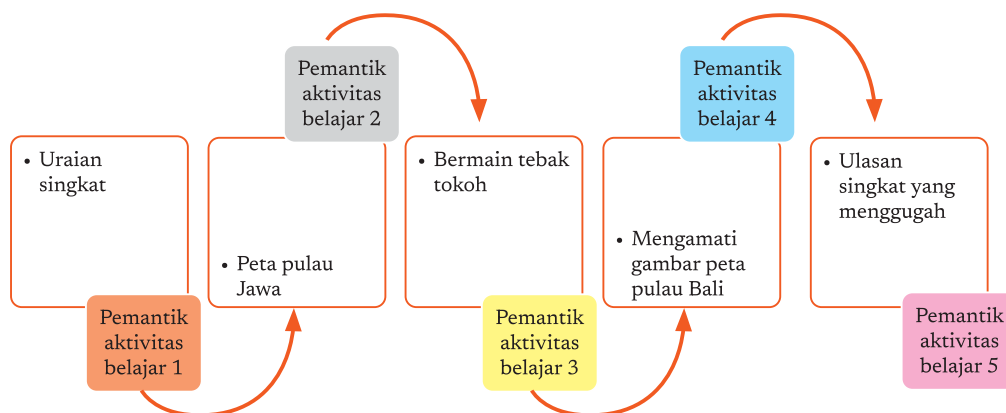 • Uraian
singkat
Pemantik
aktivitas
belajar 1
Pemantik
aktivitas
belajar 2
• Peta pulau
Jawa
• Bermain tebak
tokoh
Pemantik
aktivitas
belajar 3
Pemantik
aktivitas
belajar 4
• Mengamati
gambar peta
pulau Bali
• Ulasan
singkat yang
menggugah
Pemantik
aktivitas
belajar 5